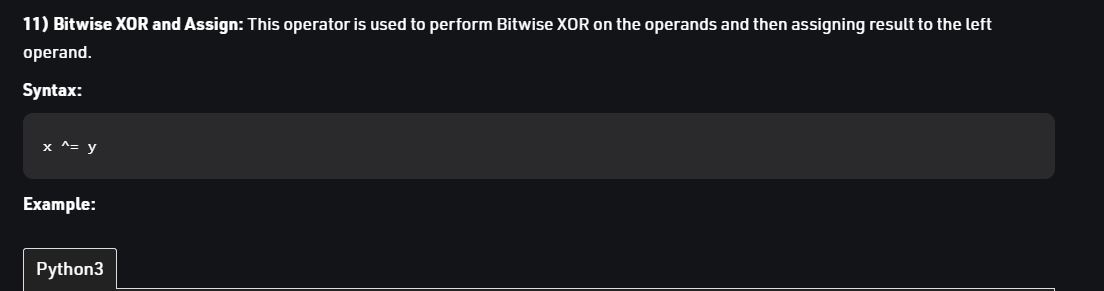 11) Bitwise XOR and Assign: This operator is used to perform Bitwise XOR on the operands and then assigning result to the left
operand.
Syntax:
x ^= y
Example:
Python3